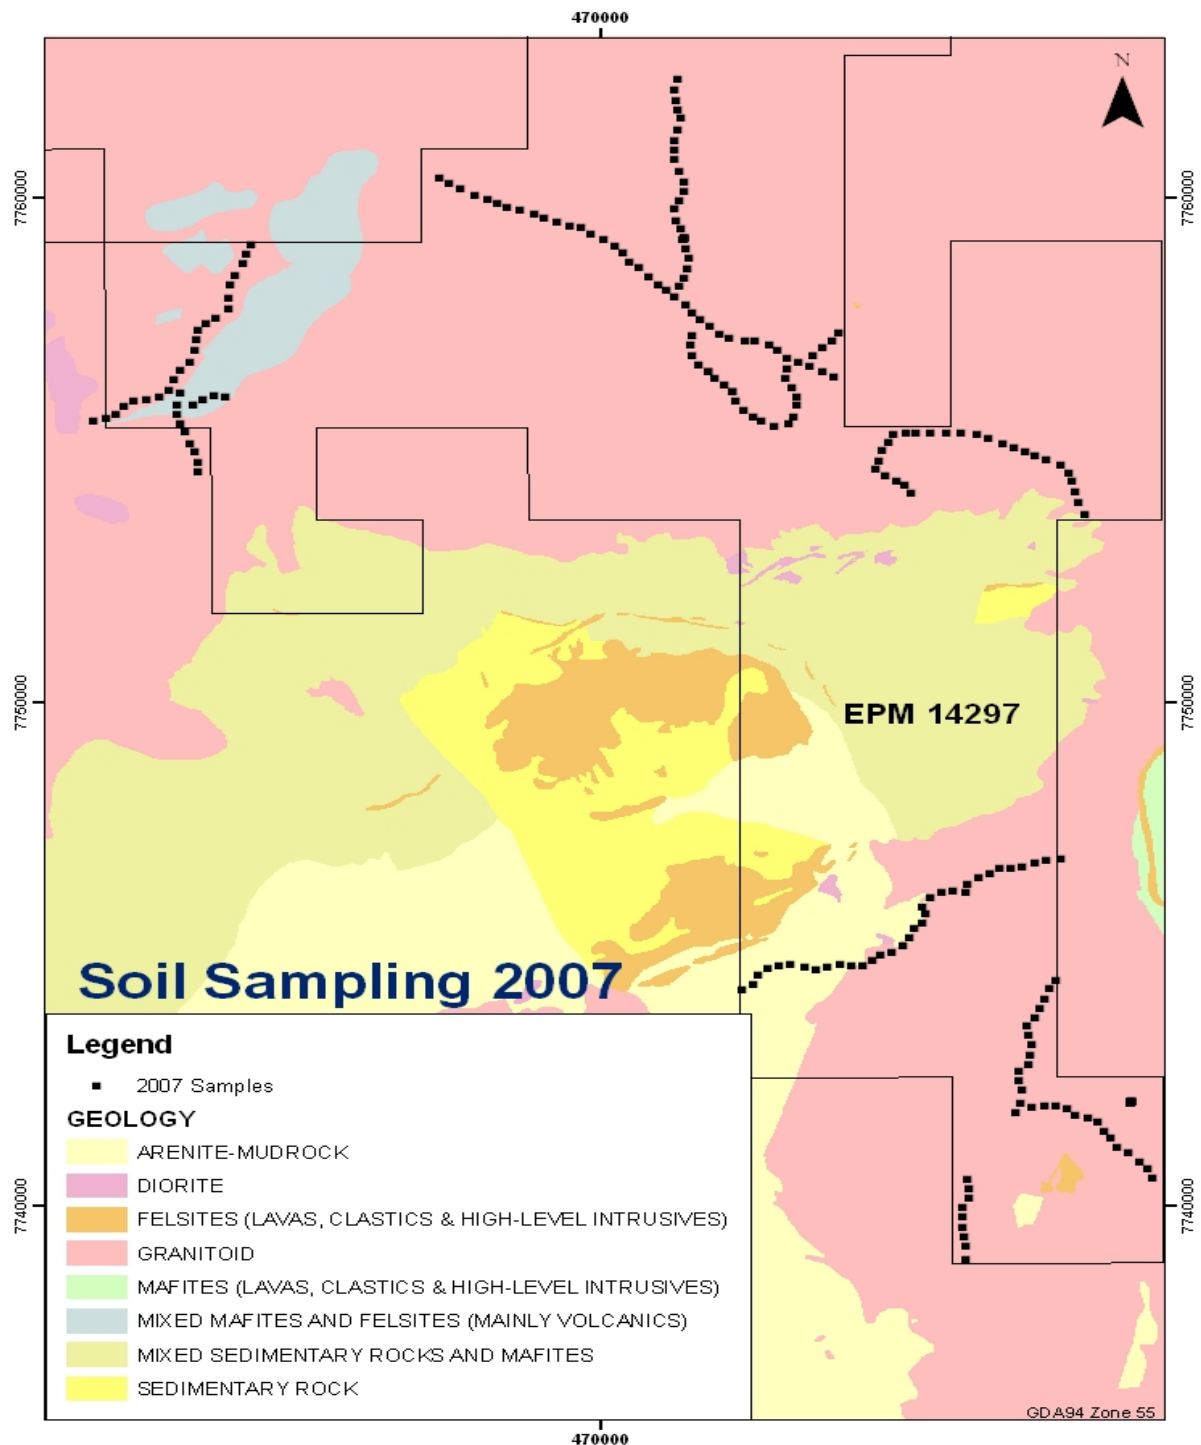 470000
N
7760000
7760000
7750000
7750000
EPM 14297
Soil Sampling 2007
Legend
2007 Samples
GEOLOGY
ARENITE-MUDROCK
DIORITE
FELSITES (LAVAS, CLASTICS & HIGH-LEVEL INTRUSIVES)
GRANITOID
MAFITES (LAVAS, CLASTICS & HIGH-LEVEL INTRUSIVES)
MIXED MAFITES AND FELSITES (MAINLY VOLCANICS)
MIXED SEDIMENTARY ROCKS AND MAFITES
SEDIMENTARY ROCK
7740000
7740000
GDA94 Zone 55
470000